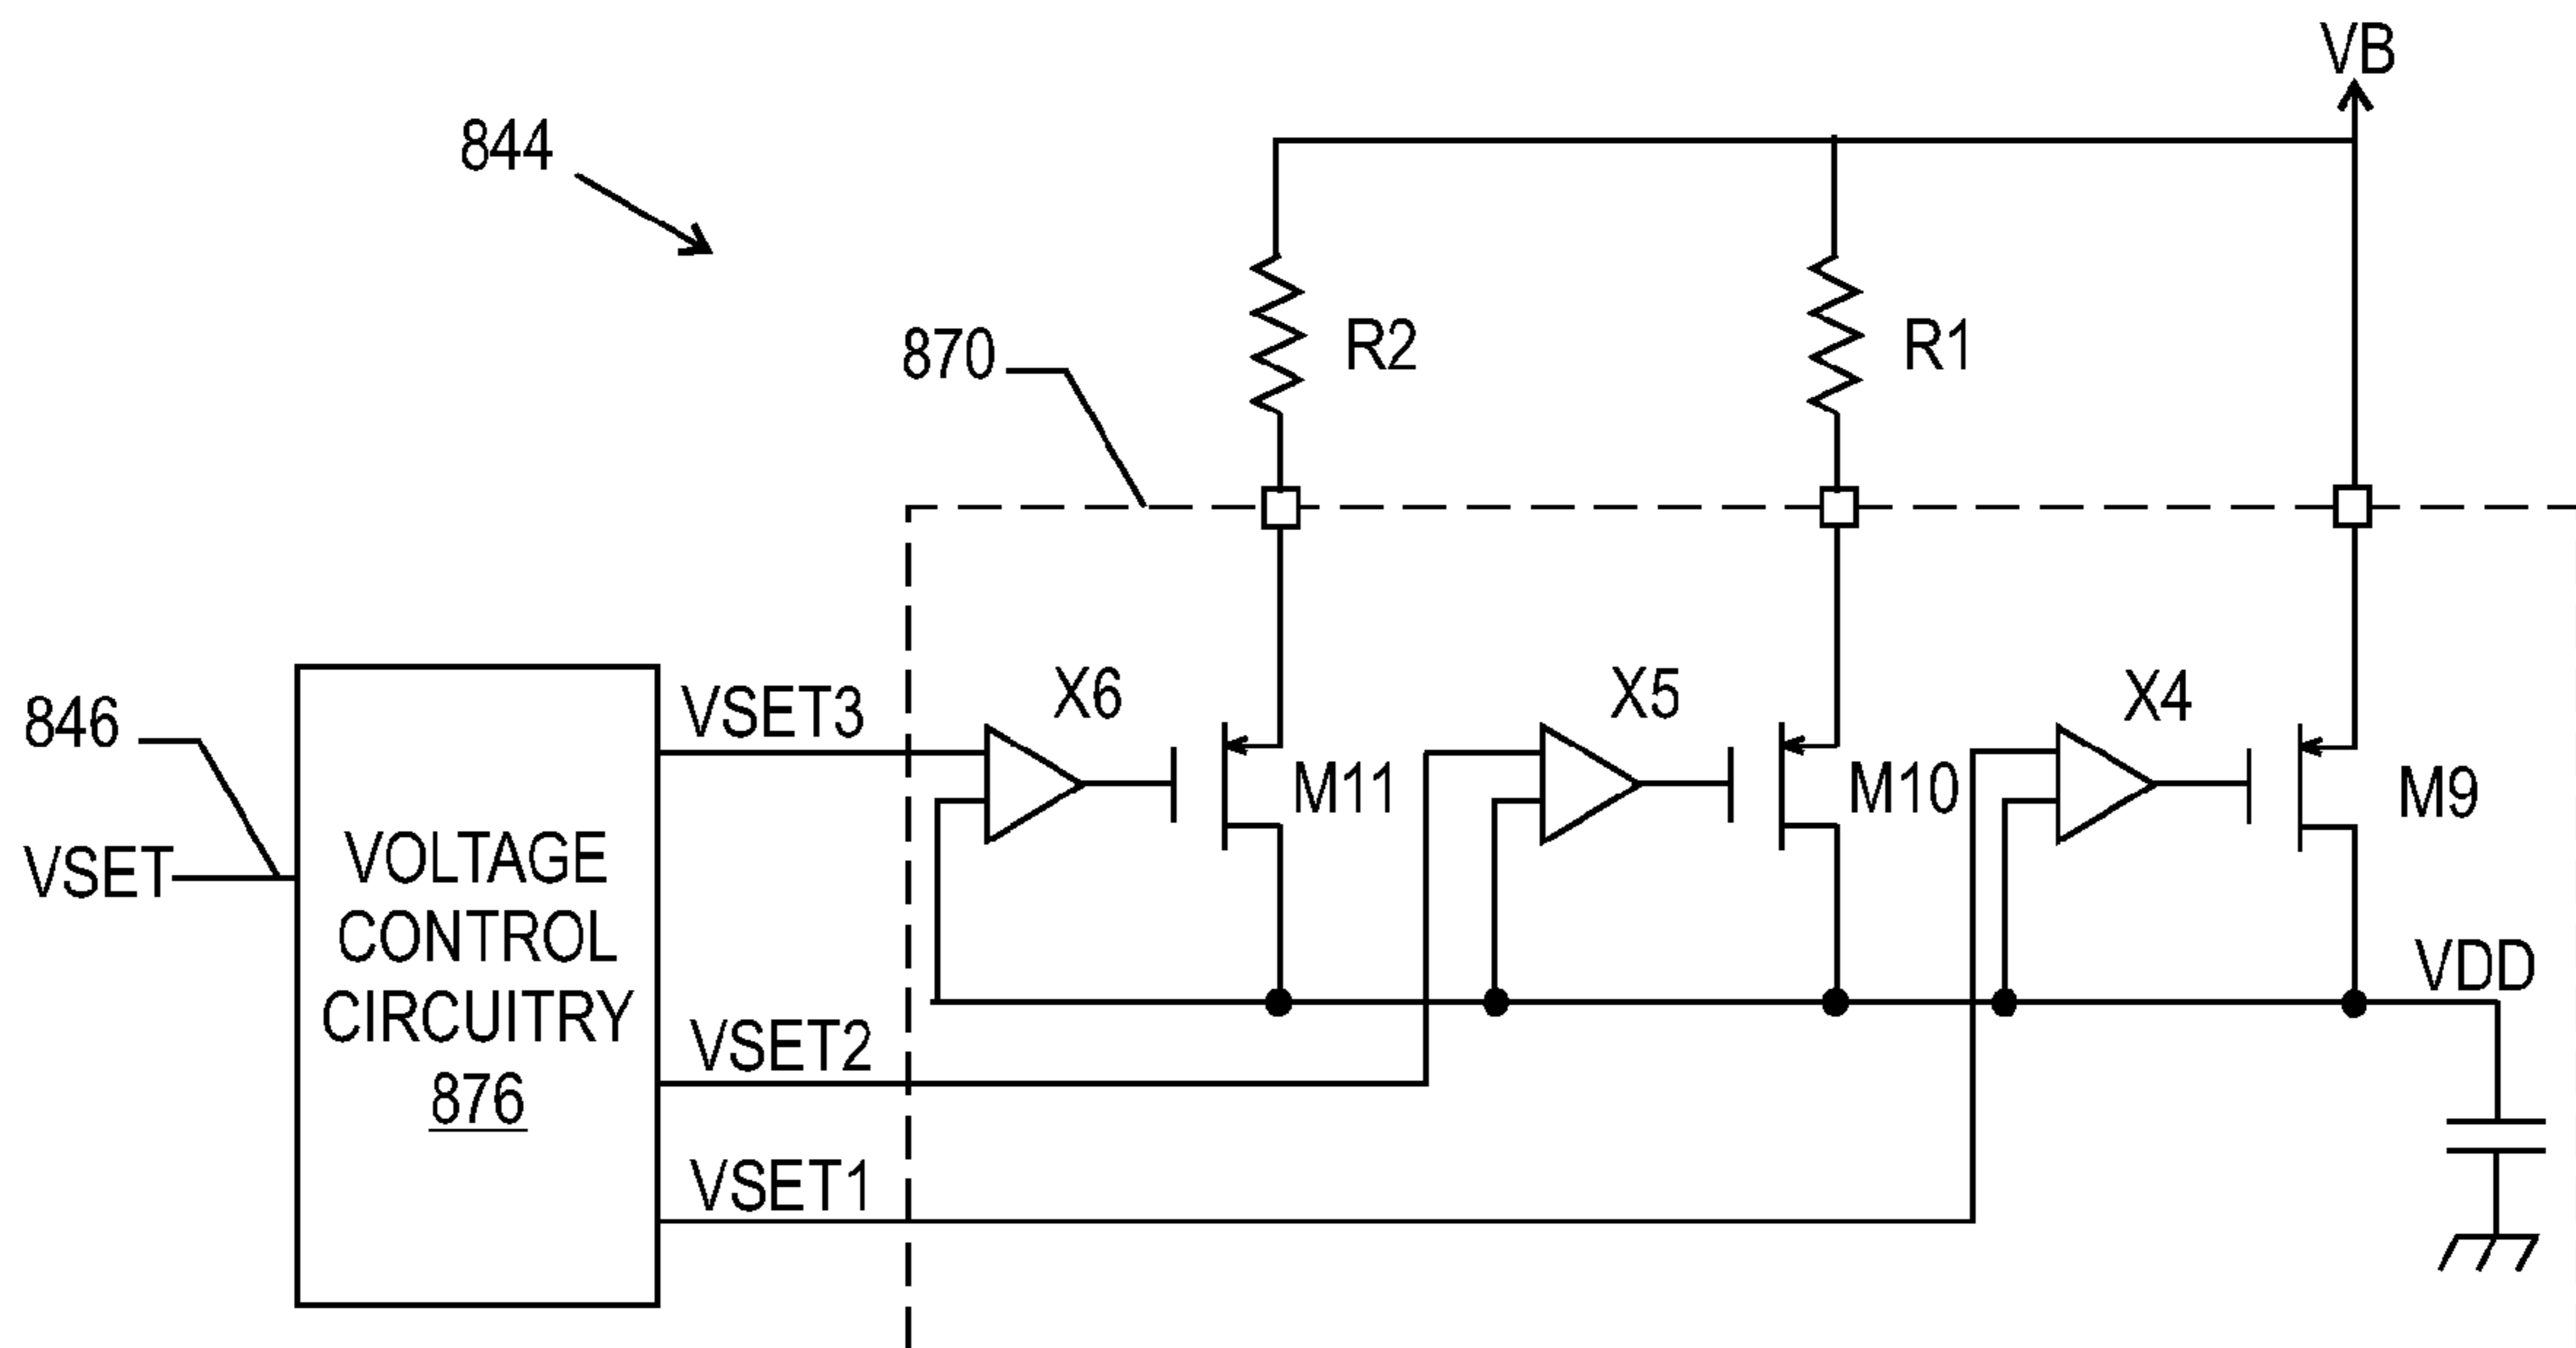 VB
844
870
R2
R1
X6
X5
X4
846
VSET3
M11
M10
M9
VSET
VOLTAGE
CONTROL
CIRCUITRY
876
VDD
VSET2
VSET1